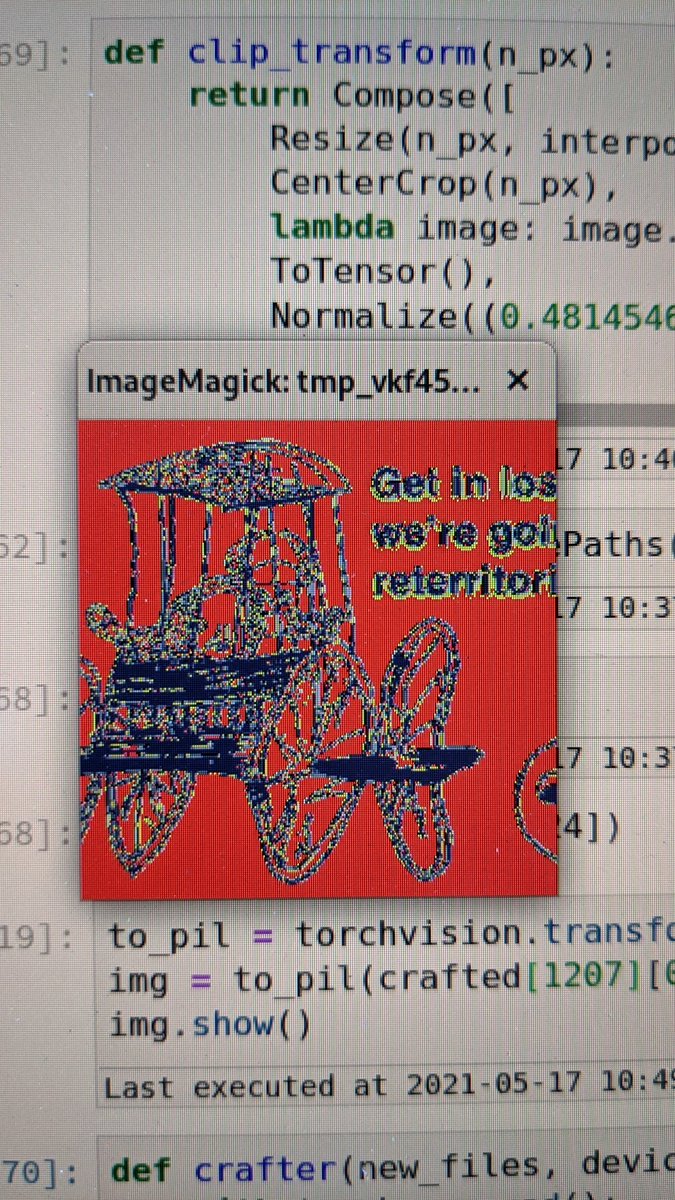 69]:
def clip_transform(n_px):
return Compose([
Resize(n_px,
CenterCrop(n_px),
lambda image: image.
ToTensor(),
Normalize((0.4814546
ImageMagick: tmp_vkf45... ×
Get in
17 10:4
we're
62]:
Paths(
reterritori
17 10:3
68]:
17 10:3
68]:
4])
19]:
to_pil = torchvision.transfo
img = to_pil(crafted[1207][0
img.show()
Last executed at 2021-05-17 10:49
70]:
def crafter(new_files, devic